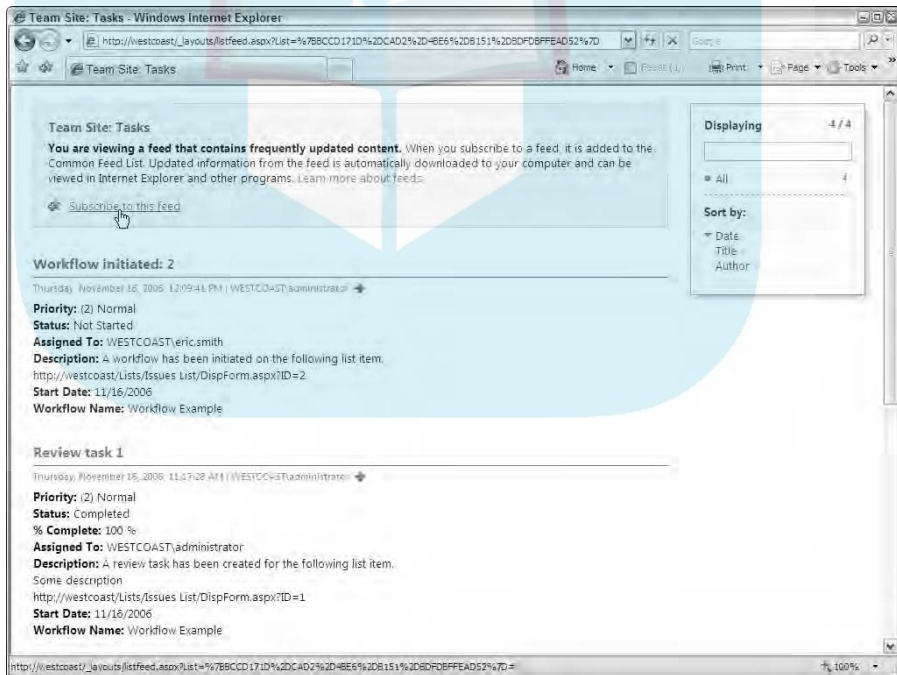 Team Site: Tasks - Windows Internet Explorer
http://westcoast/_layouts/listfeed.aspx?List=%7BBCCD171D%2DCAD2%2D4BE6%2DB151%2DBDFDBFFEAD52%7D
Team Site: Tasks
Home
Print
Page
Tools
Team Site: Tasks
You are viewing a feed that contains frequently updated content. When you subscribe to a feed, it is added to the
Common Feed List. Updated information from the feed is automatically downloaded to your computer and can be
viewed in Internet Explorer and other programs. Learn more about feeds.
Subscribe to this feed
Displaying 4 / 4
All 4
Sort by:
Date
Title
Author
Workflow initiated: 2
Thursday, November 16, 2006, 12:09:41 PM | WESTCOAST\administrator
Priority: (2) Normal
Status: Not Started
Assigned To: WESTCOAST\eric.smith
Description: A workflow has been initiated on the following list item.
http://westcoast/Lists/Issues List/DispForm.aspx?ID=2
Start Date: 11/16/2006
Workflow Name: Workflow Example
Review task 1
Thursday, November 16, 2006, 11:17:28 AM | WESTCOAST\administrator
Priority: (2) Normal
Status: Completed
% Complete: 100 %
Assigned To: WESTCOAST\administrator
Description: A review task has been created for the following list item.
Some description
http://westcoast/Lists/Issues List/DispForm.aspx?ID=1
Start Date: 11/16/2006
Workflow Name: Workflow Example
http://westcoast/_layouts/listfeed.aspx?List=%7BBCCD171D%2DCAD2%2D4BE6%2DB151%2DBDFDBFFEAD52%7D=
100%